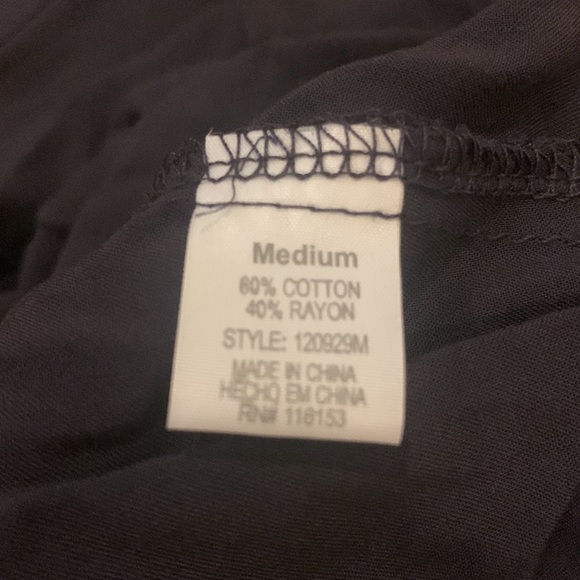 Medium
60% COTTON
40% RAYON
STYLE: 120929M
MADE IN CHINA
HECHO EM CHINA
RN# 116153